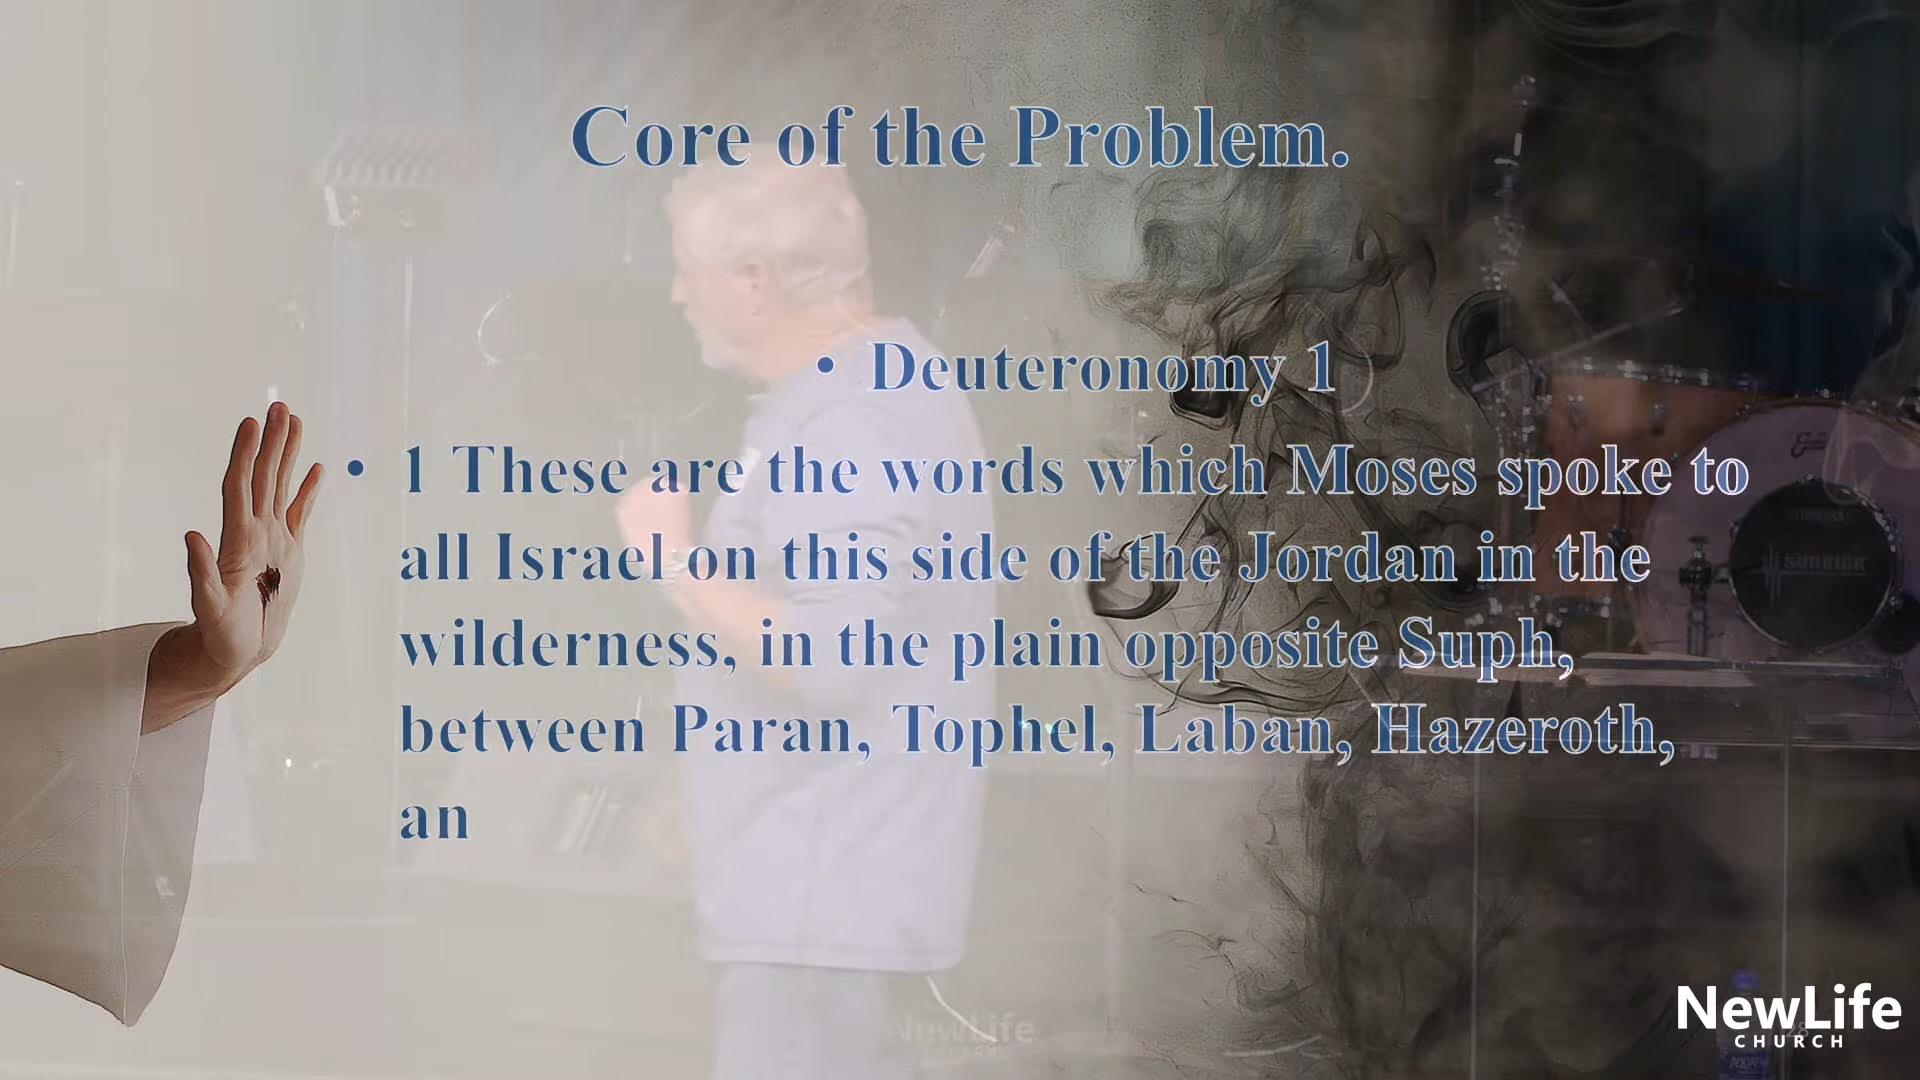 Core of the Problem.
• Deuteronomy 1
• 1 These are the words which Moses spoke to
all Israel on this side of the Jordan in the
wilderness, in the plain opposite Suph,
between Paran, Tophel, Laban, Hazeroth,
an
NewLife
NewLife
CHURCH
28